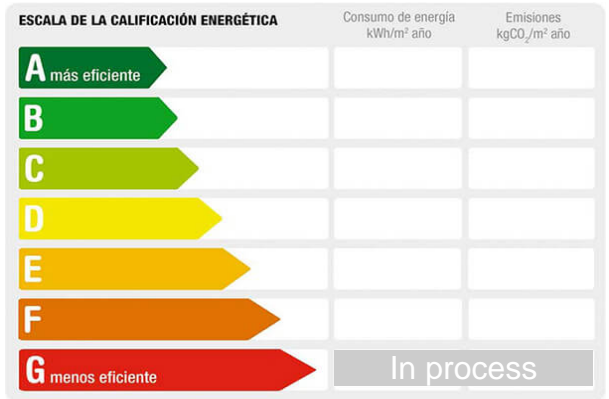 ESCALA DE LA CALIFICACIÓN ENERGÉTICA
Consumo de energía
kWh/m² año
Emisiones
kgCO₂/m² año
A más eficiente
B
C
D
E
F
G menos eficiente
In process